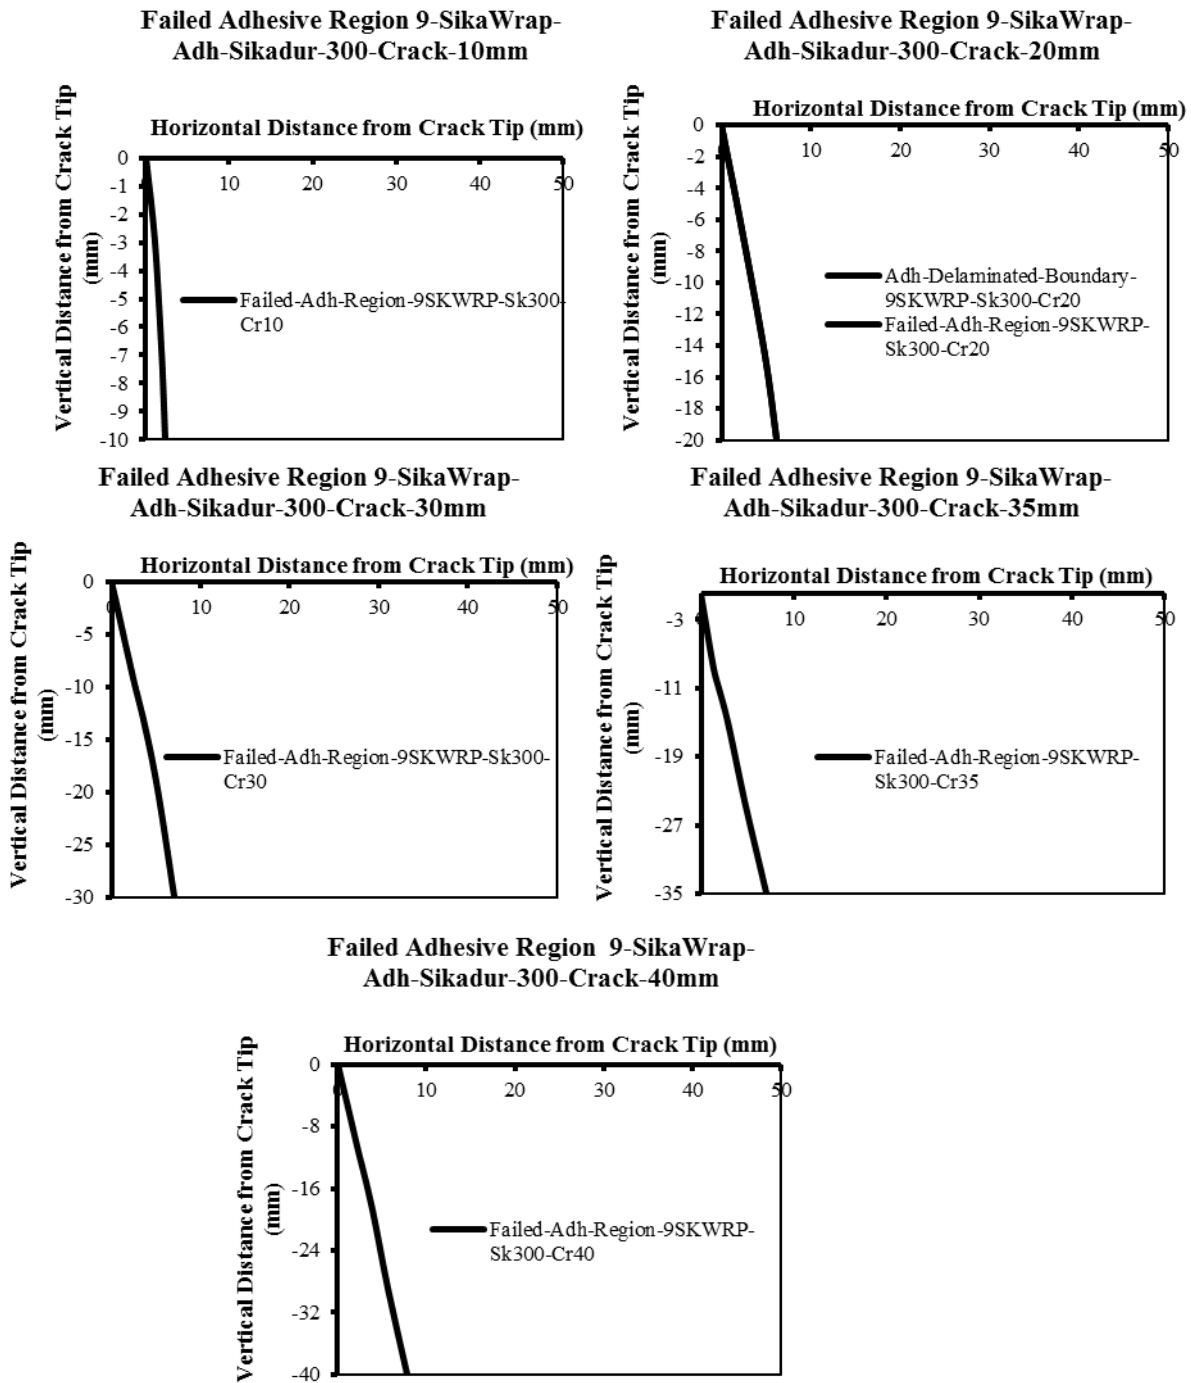 Failed Adhesive Region 9-SikaWrap-
Adh-Sikadur-300-Crack-10mm
Horizontal Distance from Crack Tip (mm)
Vertical Distance from Crack Tip
(mm)
0
-1
-2
-3
-4
-5
-6
-7
-8
-9
-10
10
20
30
40
50
Failed-Adh-Region-9SKWRP-Sk300-
Cr10
Failed Adhesive Region 9-SikaWrap-
Adh-Sikadur-300-Crack-20mm
Horizontal Distance from Crack Tip (mm)
Vertical Distance from Crack Tip
(mm)
0
-2
-4
-6
-8
-10
-12
-14
-16
-18
-20
10
20
30
40
50
Adh-Delaminated-Boundary-
9SKWRP-Sk300-Cr20
Failed-Adh-Region-9SKWRP-
Sk300-Cr20
Failed Adhesive Region 9-SikaWrap-
Adh-Sikadur-300-Crack-30mm
Horizontal Distance from Crack Tip (mm)
Vertical Distance from Crack Tip
(mm)
0
-5
-10
-15
-20
-25
-30
0
10
20
30
40
50
Failed-Adh-Region-9SKWRP-Sk300-
Cr30
Failed Adhesive Region 9-SikaWrap-
Adh-Sikadur-300-Crack-35mm
Horizontal Distance from Crack Tip (mm)
Vertical Distance from Crack Tip
(mm)
-3
-11
-19
-27
-35
0
10
20
30
40
50
Failed-Adh-Region-9SKWRP-
Sk300-Cr35
Failed Adhesive Region  9-SikaWrap-
Adh-Sikadur-300-Crack-40mm
Horizontal Distance from Crack Tip (mm)
Vertical Distance from Crack Tip
(mm)
0
-8
-16
-24
-32
-40
0
10
20
30
40
50
Failed-Adh-Region-9SKWRP-
Sk300-Cr40